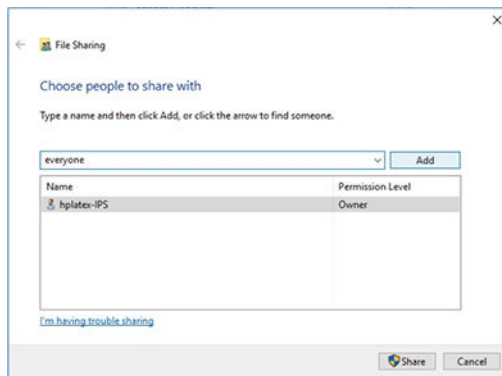 File Sharing
Choose people to share with
Type a name and then click Add, or click the arrow to find someone.
everyone Add
Name Permission Level
hplatex-IPS Owner
I'm having trouble sharing
Share Cancel